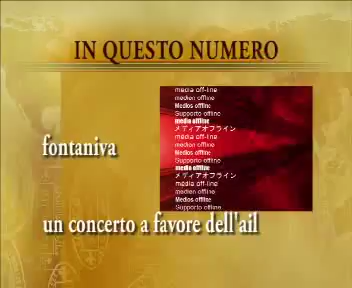 IN QUESTO NUMERO
media off-line
medien offline
Medios offline
Supporto offline
media offline
メディアオフライン
média off-line
medien offline
Medios offline
Supporto offline
media offline
メディアオフライン
média off-line
medien offline
Medios offline
Supporto offline
fontaniva
un concerto a favore dell'ail